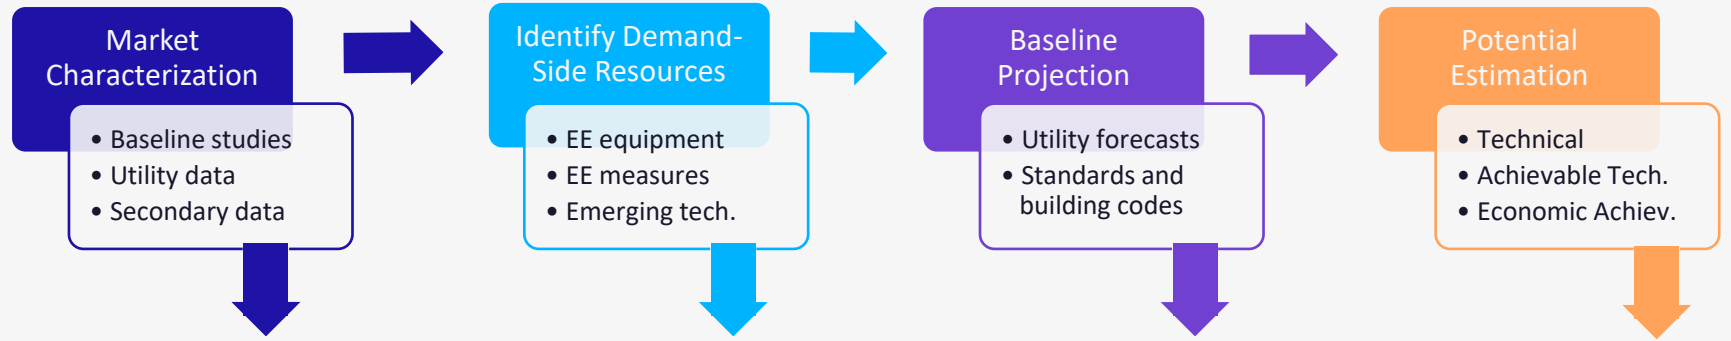 Market
Characterization
• Baseline studies
• Utility data
• Secondary data
Identify Demand-
Side Resources
• EE equipment
• EE measures
• Emerging tech.
Baseline
Projection
• Utility forecasts
• Standards and
building codes
Potential
Estimation
• Technical
• Achievable Tech.
• Economic Achiev.